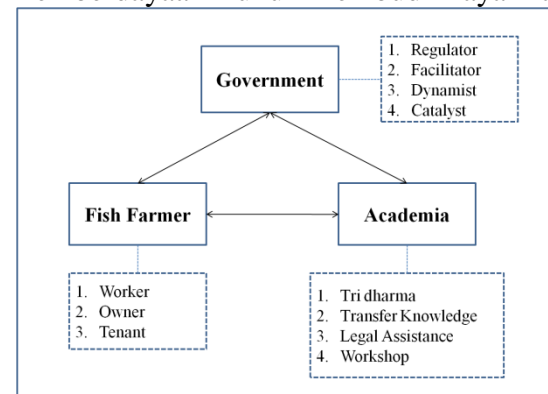 1. Regulator
2. Facilitator
3. Dynamist
4. Catalyst
Government
Fish Farmer
Academia
1. Worker
2. Owner
3. Tenant
1. Tri dharma
2. Transfer Knowledge
3. Legal Assistance
4. Workshop